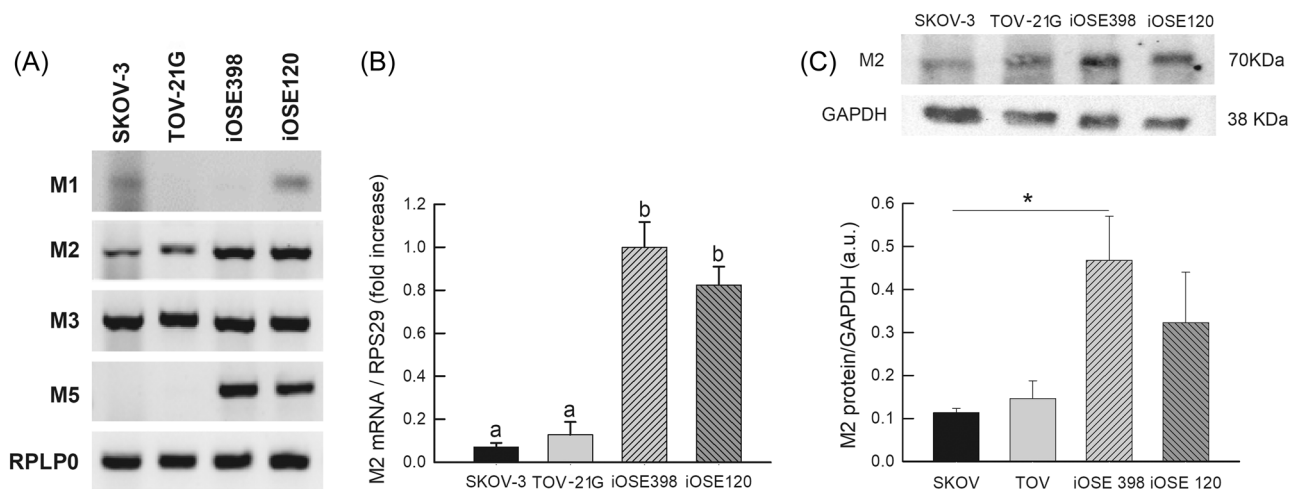 (A)
SKOV-3
TOV-21G
iOSE398
iOSE120
M1
M2
M3
M5
RPLP0
(B)
M2 mRNA / RPS29 (fold increase)
1.2
1.0
0.8
0.6
0.4
0.2
0.0
a
a
b
b
SKOV-3 TOV-21G iOSE398 iOSE120
(C)
SKOV-3 TOV-21G iOSE398 iOSE120
M2 70KDa
GAPDH 38 KDa
M2 protein/GAPDH (a.u.)
0.6
0.5
0.4
0.3
0.2
0.1
0.0
*
SKOV TOV iOSE 398 iOSE 120